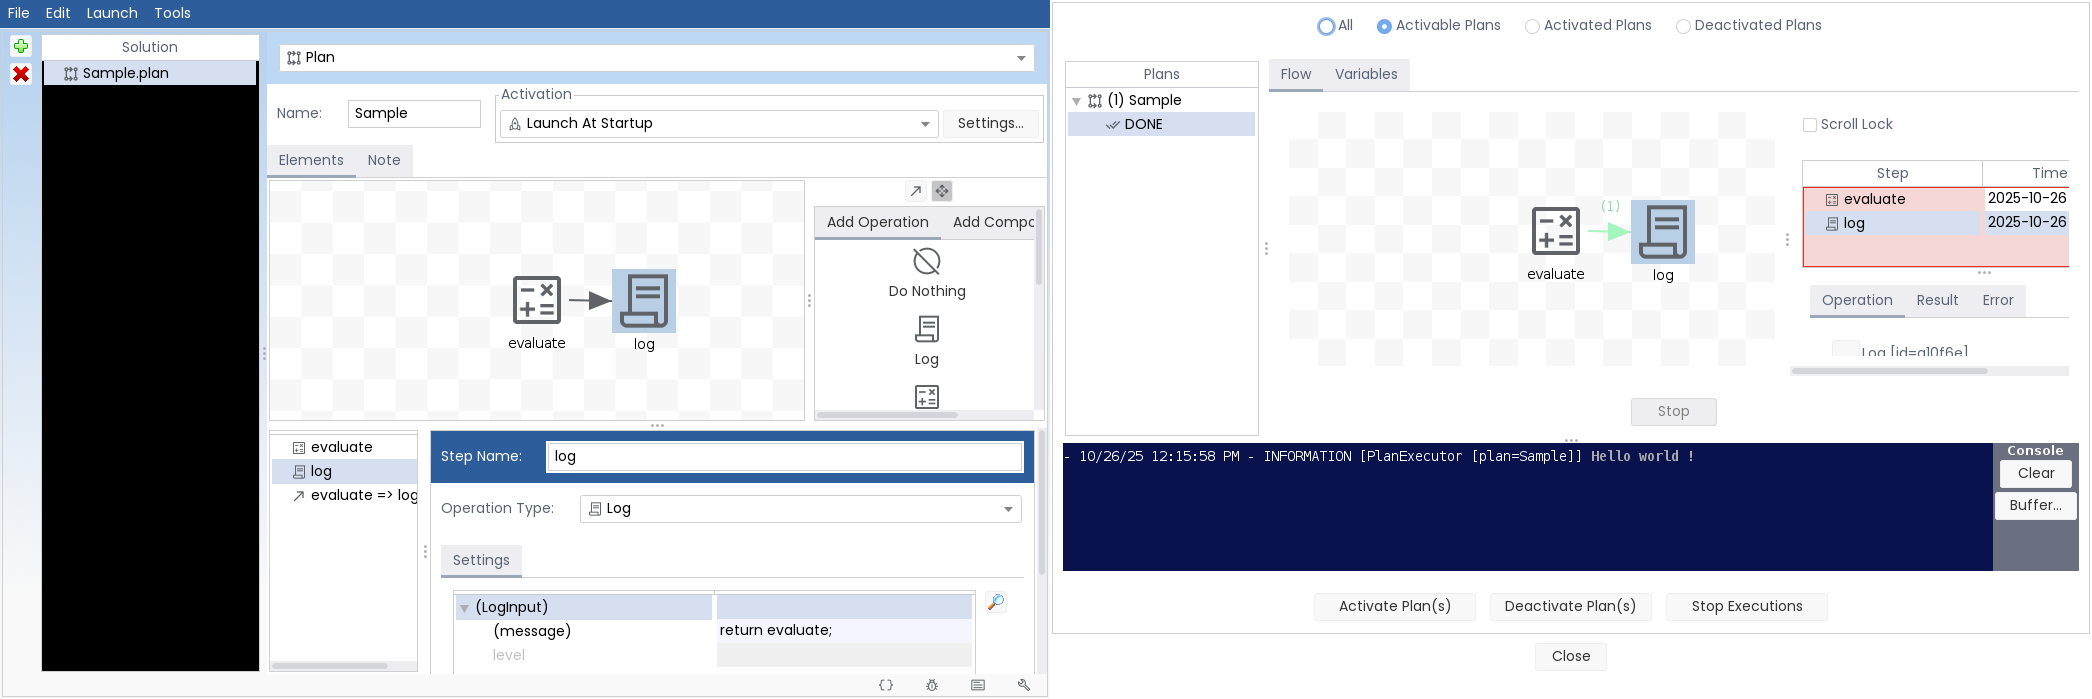 File Edit Launch Tools
Solution
Sample.plan
Plan
Name: Sample
Activation
Launch At Startup
Settings...
Elements Note
evaluate
log
Add Operation Add Compo
Do Nothing
Log
evaluate
log
evaluate => log
Step Name: log
Operation Type: Log
Settings
(LogInput)
(message) return evaluate;
level
All Activable Plans Activated Plans Deactivated Plans
Plans
(1) Sample
DONE
Flow Variables
(1)
evaluate
log
Scroll Lock
Step Time
evaluate 2025-10-26
log 2025-10-26
Operation Result Error
Log [id=a10f6e]
Stop
- 10/26/25 12:15:58 PM - INFORMATION [PlanExecutor [plan=Sample]] Hello world !
Console
Clear
Buffer...
Activate Plan(s) Deactivate Plan(s) Stop Executions
Close